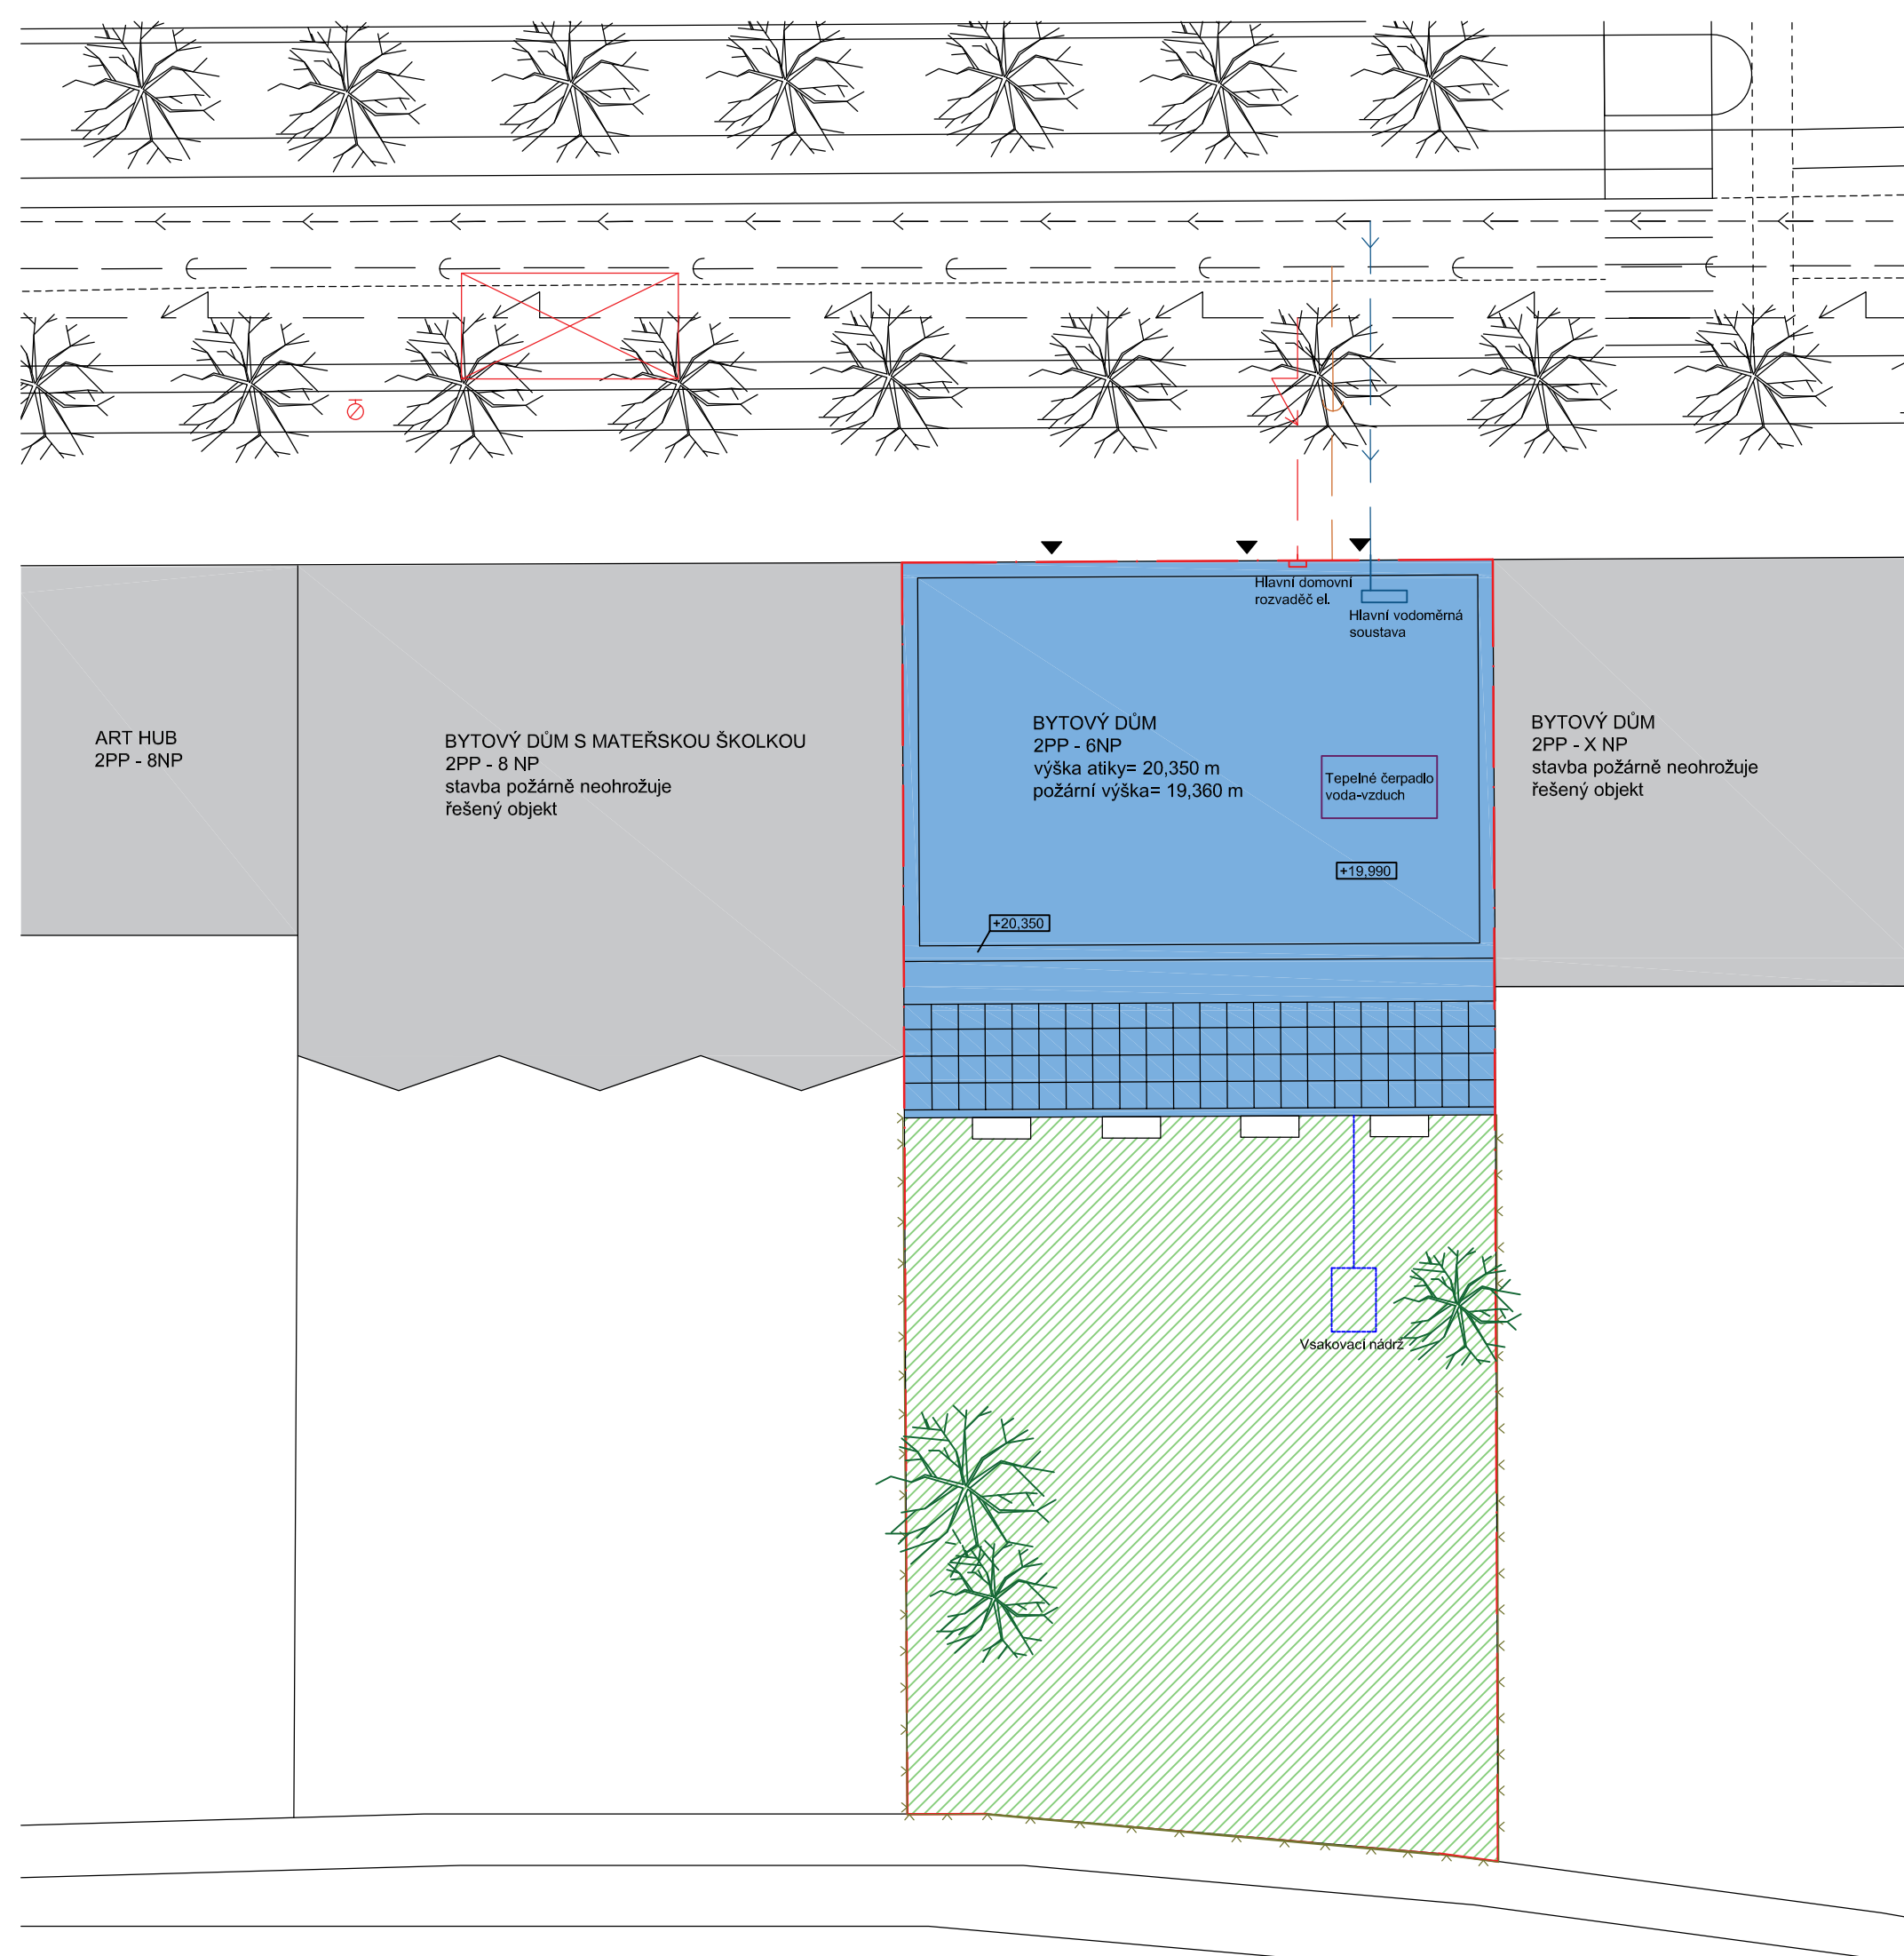 Hlavní domovní
rozvaděč el.
Hlavní vodoměrná
soustava
ART HUB
2PP - 8NP
BYTOVÝ DŮM S MATEŘSKOU ŠKOLKOU
2PP - 8 NP
stavba požárně neohrožuje
řešený objekt
BYTOVÝ DŮM
2PP - 6NP
výška atiky= 20,350 m
požární výška= 19,360 m
Tepelné čerpadlo
voda-vzduch
+19,990
+20,350
BYTOVÝ DŮM
2PP - X NP
stavba požárně neohrožuje
řešený objekt
Vsakovací nádrž